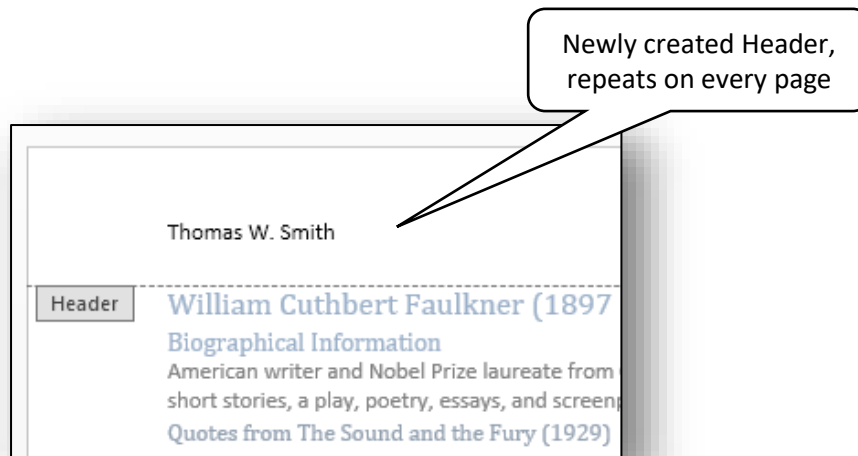 Newly created Header,
repeats on every page
Thomas W. Smith
Header
William Cuthbert Faulkner (1897
Biographical Information
American writer and Nobel Prize laureate from
short stories, a play, poetry, essays, and
Quotes from The Sound and the Fury (1929)